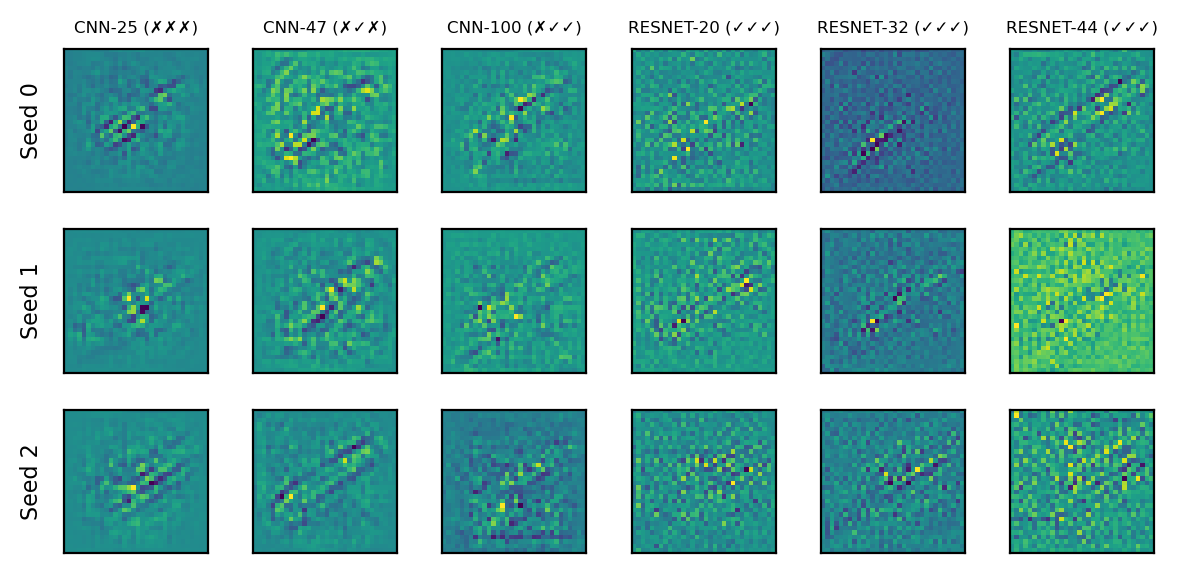 CNN-25 (✗✗✗) CNN-47 (✗✓✗) CNN-100 (✗✓✓) RESNET-20 (✓✓✓) RESNET-32 (✓✓✓) RESNET-44 (✓✓✓)
Seed 0
Seed 1
Seed 2